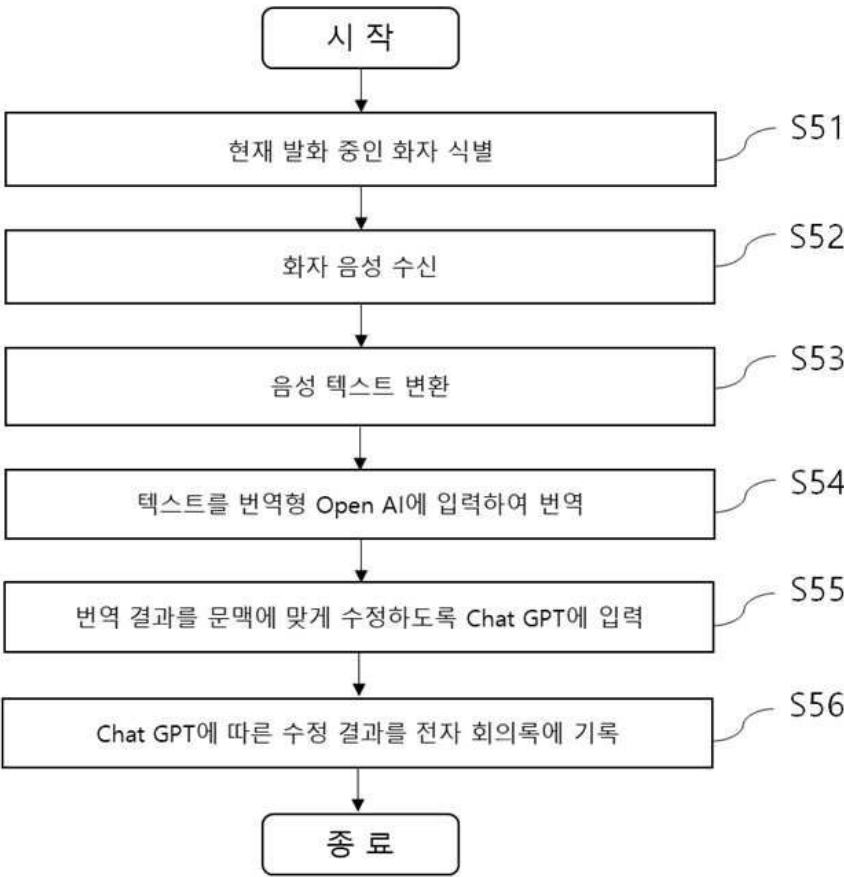 시 작
현재 발화 중인 화자 식별
S51
화자 음성 수신
S52
음성 텍스트 변환
S53
텍스트를 번역형 Open AI에 입력하여 번역
S54
번역 결과를 문맥에 맞게 수정하도록 Chat GPT에 입력
S55
Chat GPT에 따른 수정 결과를 전자 회의록에 기록
S56
종 료